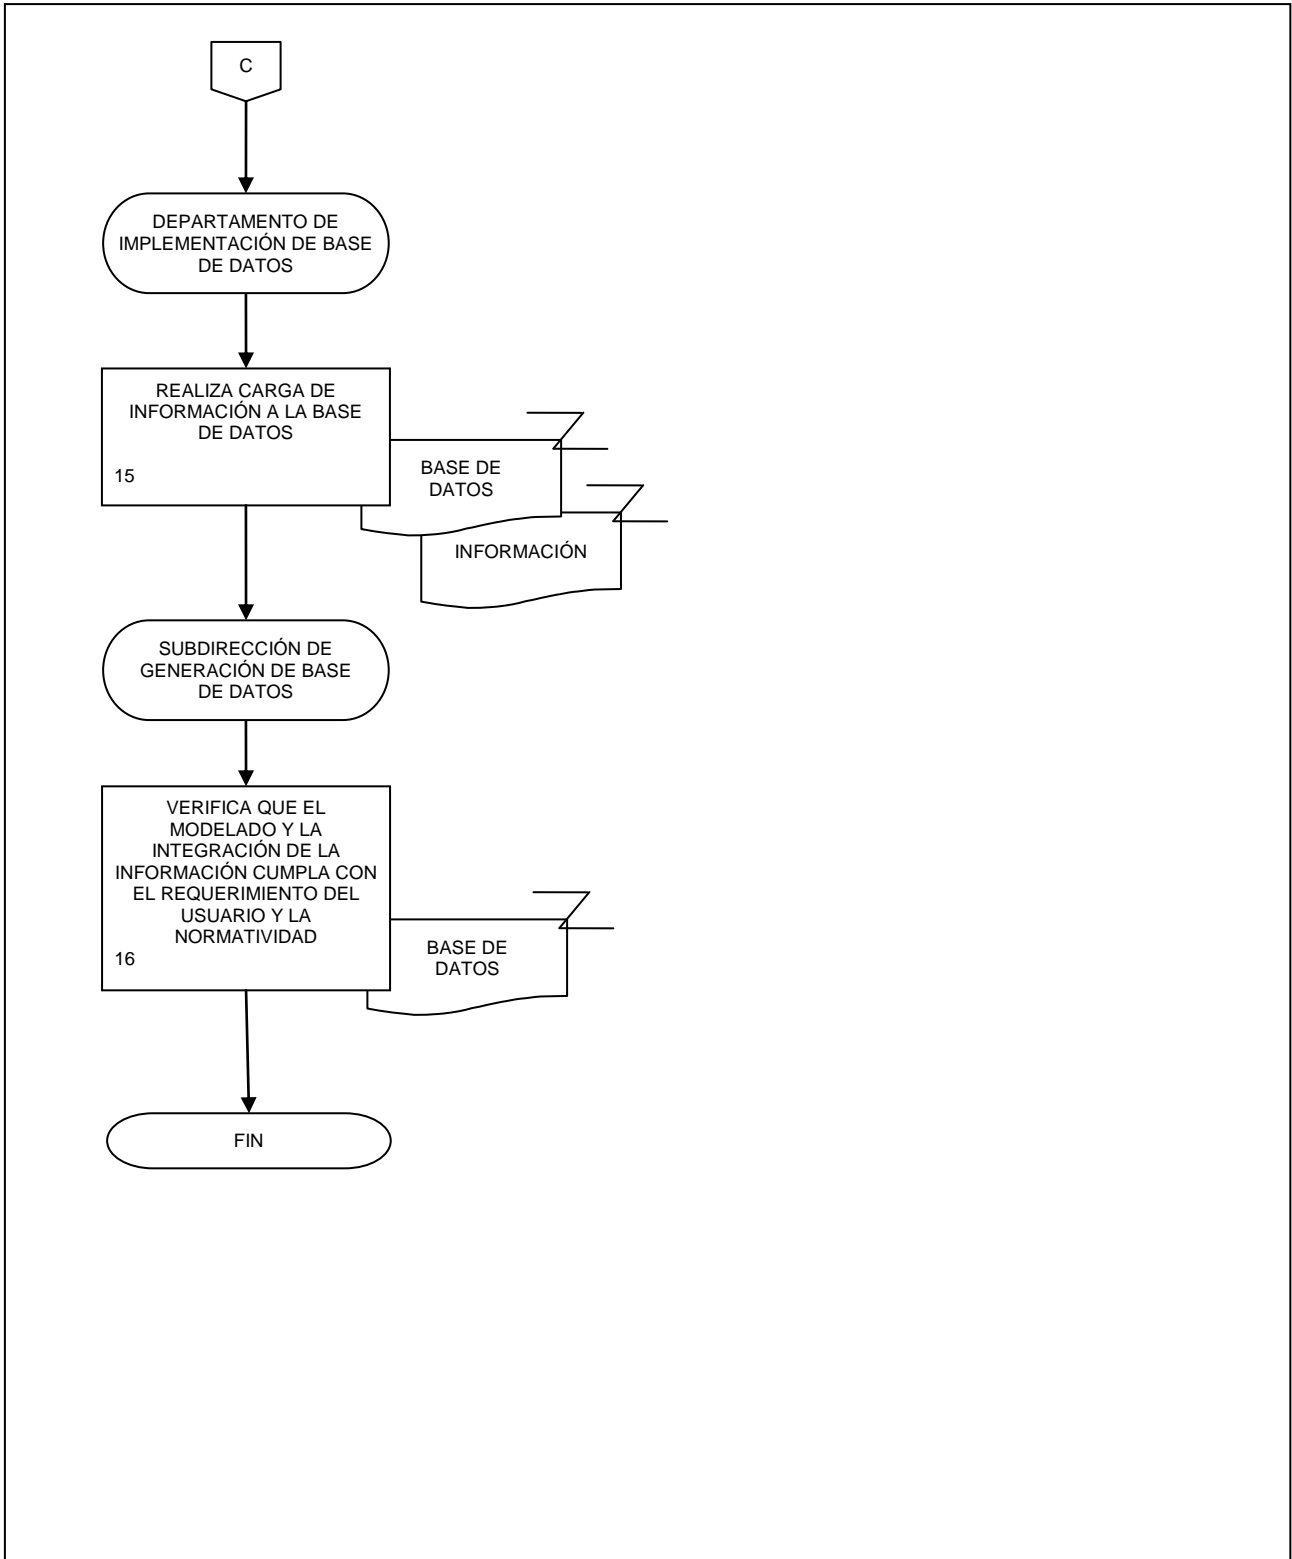 C
DEPARTAMENTO DE
IMPLEMENTACIÓN DE BASE
DE DATOS
REALIZA CARGA DE
INFORMACIÓN A LA BASE
DE DATOS
15
BASE DE
DATOS
INFORMACIÓN
SUBDIRECCIÓN DE
GENERACIÓN DE BASE
DE DATOS
VERIFICA QUE EL
MODELADO Y LA
INTEGRACIÓN DE LA
INFORMACIÓN CUMPLA CON
EL REQUERIMIENTO DEL
USUARIO Y LA
NORMATIVIDAD
16
BASE DE
DATOS
FIN